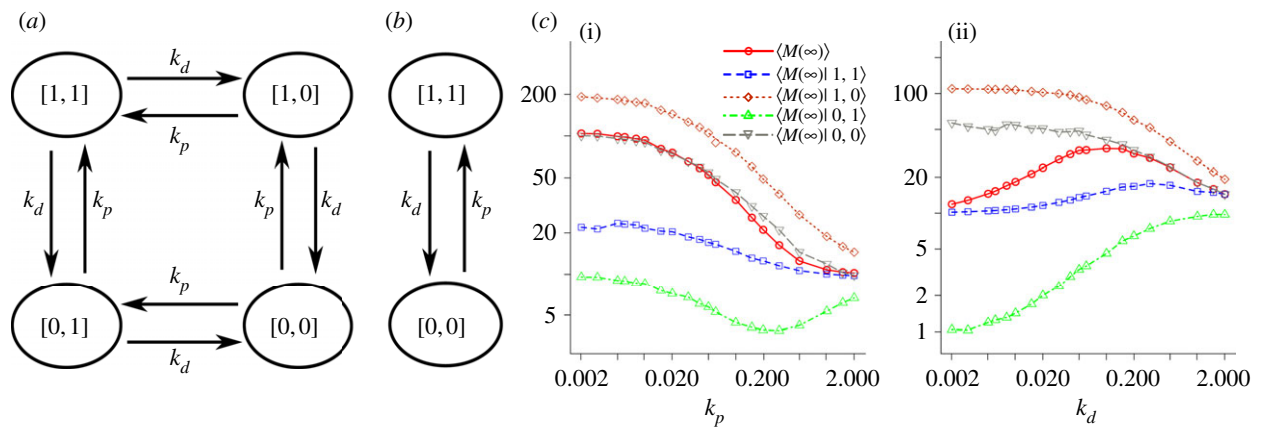 (a)
[1, 1]
k_d
[1, 0]
k_p
k_d
k_p
k_p
k_d
[0, 1]
k_p
[0, 0]
k_d
(b)
[1, 1]
k_d
k_p
[0, 0]
(c)
(i)
⟨M(∞)⟩
⟨M(∞)| 1, 1⟩
⟨M(∞)| 1, 0⟩
⟨M(∞)| 0, 1⟩
⟨M(∞)| 0, 0⟩
200
50
20
5
0.002 0.020 0.200 2.000
k_p
(ii)
100
20
5
2
1
0.002 0.020 0.200 2.000
k_d